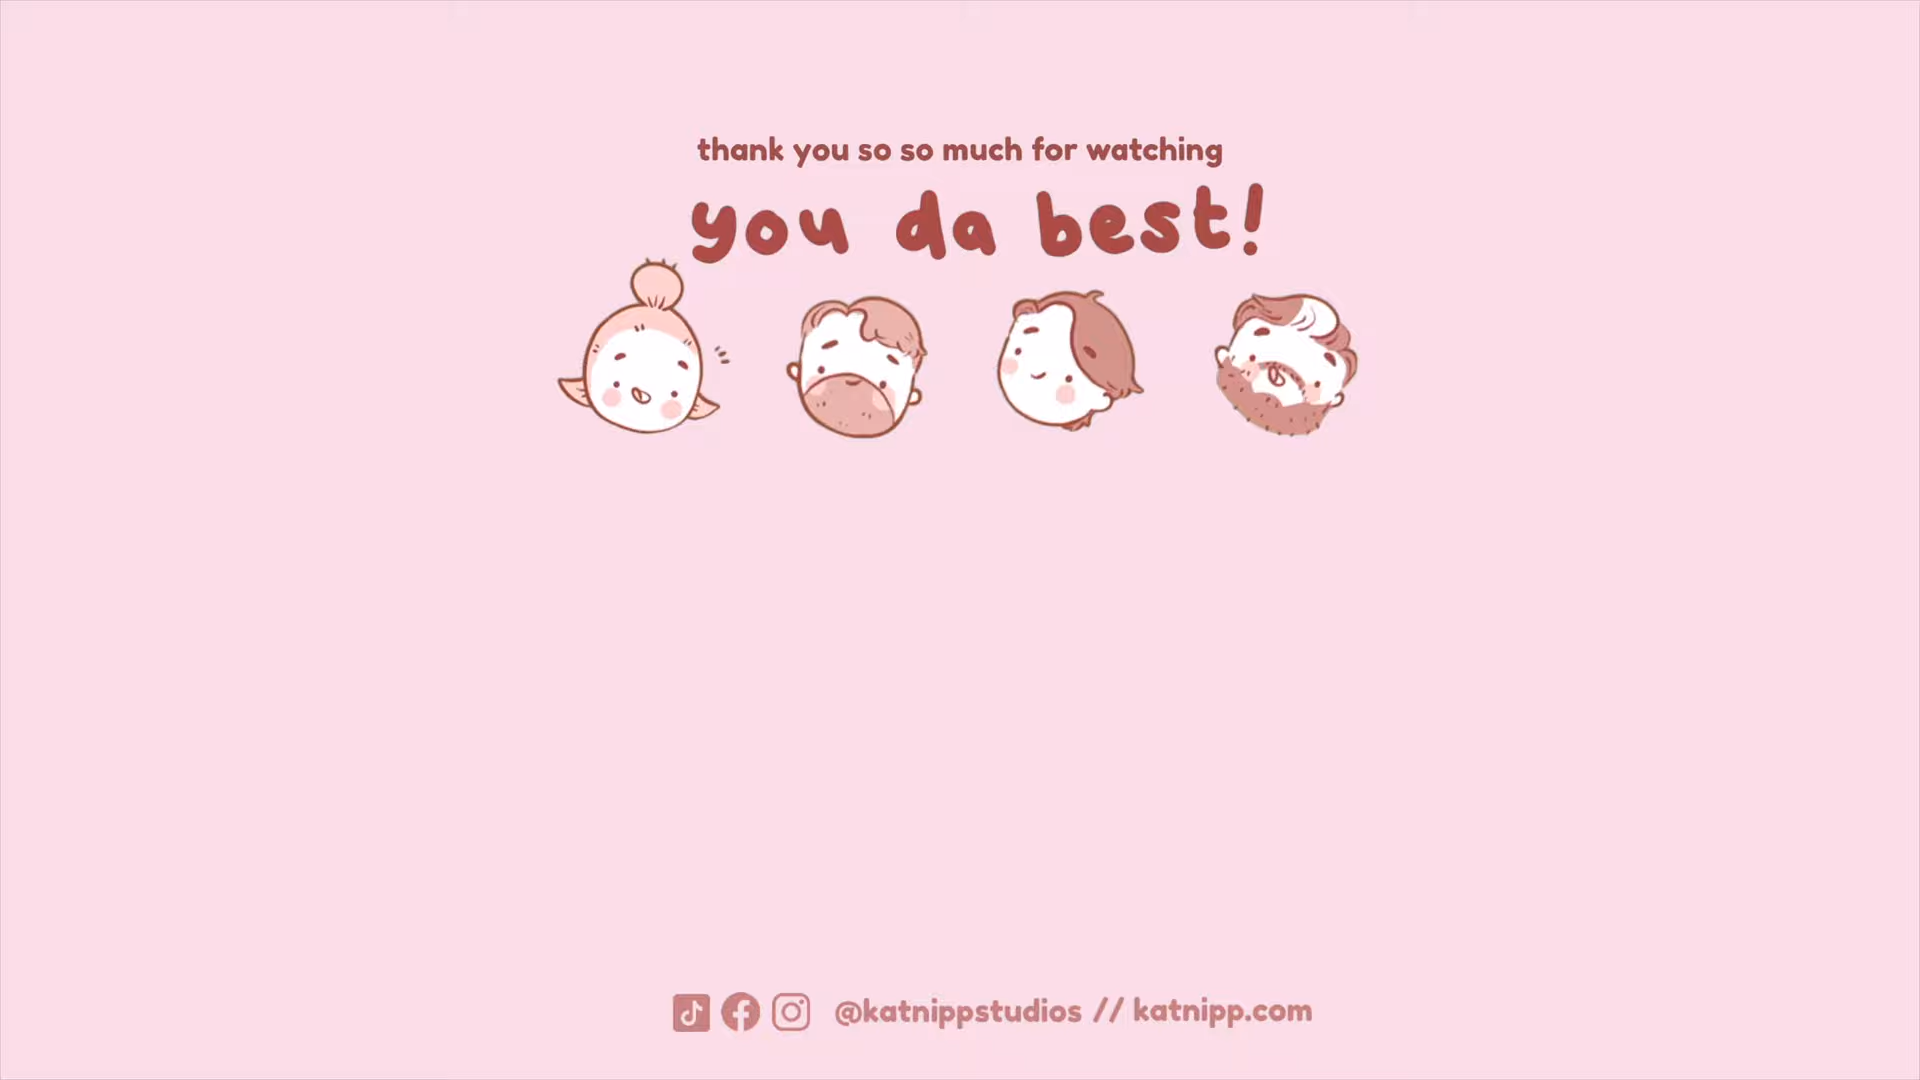 thank you so so much for watching
you da best!
@katnippstudios // katnipp.com